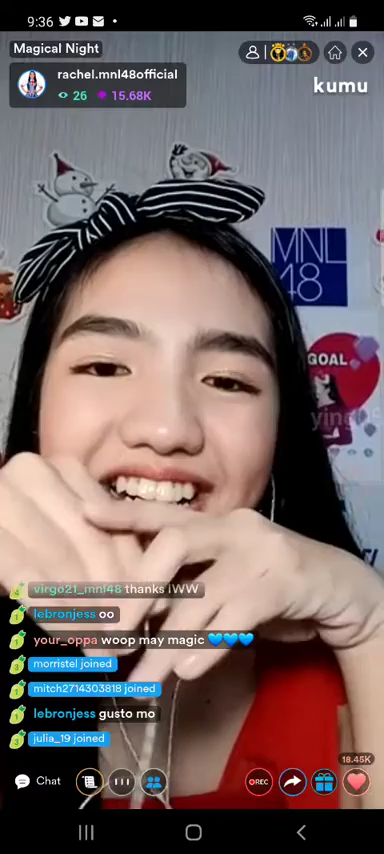 9:36
Magical Night
rachel.mnl48official
26 15.68K
kumu
MNL
48
GOAL
virgo21_mnl48 thanks IWW
lebronjess oo
your_oppa woop may magic 💙💙💙
morristel joined
mitch2714303818 joined
lebronjess gusto mo
julia_19 joined
18.45K
Chat
REC